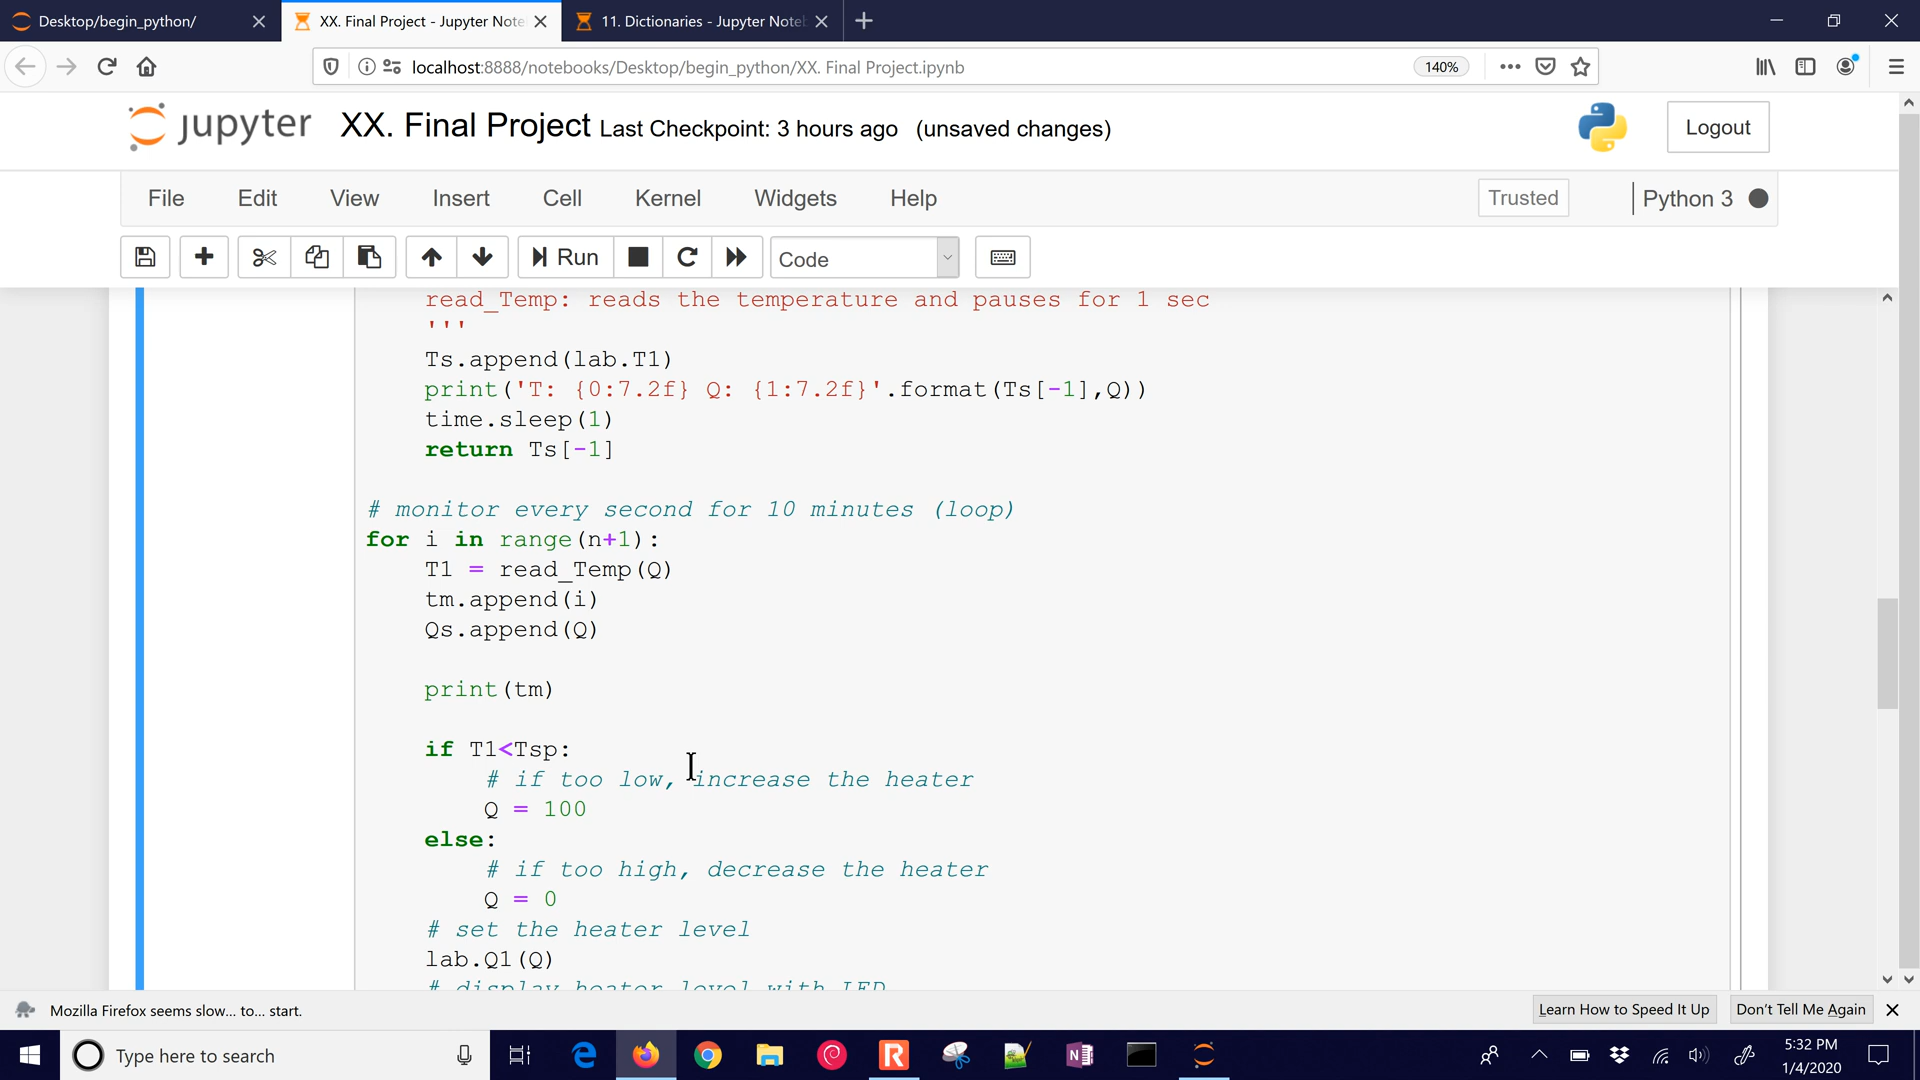 Desktop/begin_python/
XX. Final Project - Jupyter Note
11. Dictionaries - Jupyter Note
localhost:8888/notebooks/Desktop/begin_python/XX. Final Project.ipynb
140%
jupyter
XX. Final Project Last Checkpoint: 3 hours ago (unsaved changes)
Logout
File Edit View Insert Cell Kernel Widgets Help
Trusted
Python 3
Run
Code
read_Temp: reads the temperature and pauses for 1 sec
'''
Ts.append(lab.T1)
print('T: {0:7.2f} Q: {1:7.2f}'.format(Ts[-1],Q))
time.sleep(1)
return Ts[-1]
# monitor every second for 10 minutes (loop)
for i in range(n+1):
T1 = read_Temp(Q)
tm.append(i)
Qs.append(Q)
print(tm)
if T1<Tsp:
# if too low, increase the heater
Q = 100
else:
# if too high, decrease the heater
Q = 0
# set the heater level
lab.Q1(Q)
# display heater level with LED
Mozilla Firefox seems slow... to... start.
Learn How to Speed It Up
Don't Tell Me Again
Type here to search
5:32 PM
1/4/2020